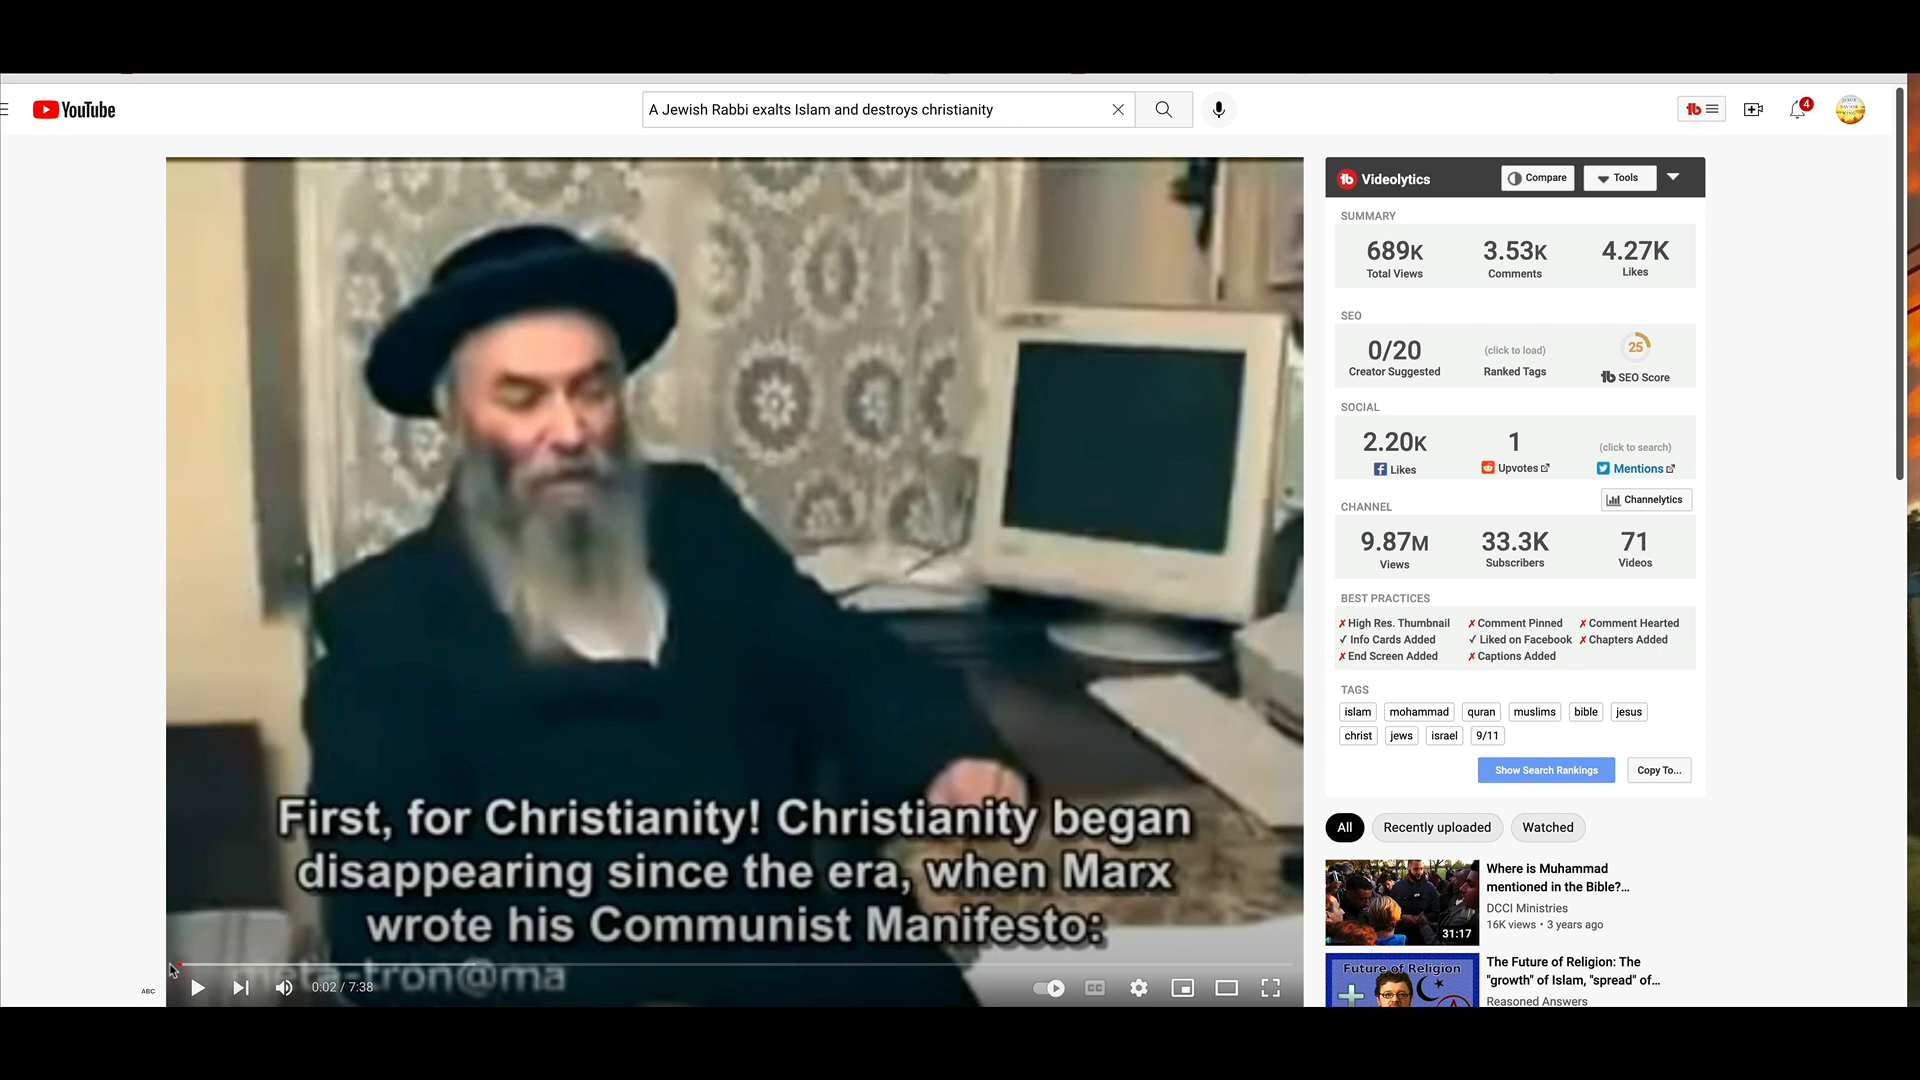 YouTube
A Jewish Rabbi exalts Islam and destroys christianity
4
Videolytics
Compare
Tools
SUMMARY
689K 3.53K 4.27K
Total Views Comments Likes
SEO
0/20 (click to load) 25
Creator Suggested Ranked Tags SEO Score
SOCIAL
2.20K 1 (click to search)
Likes Upvotes Mentions
CHANNEL
Channelytics
9.87M 33.3K 71
Views Subscribers Videos
BEST PRACTICES
✗ High Res. Thumbnail ✗ Comment Pinned ✗ Comment Hearted
✓ Info Cards Added ✓ Liked on Facebook ✗ Chapters Added
✗ End Screen Added ✗ Captions Added
TAGS
islam mohammad quran muslims bible jesus
christ jews israel 9/11
Show Search Rankings Copy To...
First, for Christianity! Christianity began
disappearing since the era, when Marx
wrote his Communist Manifesto:
meta-tron@ma
0:02 / 7:38
CC
ABC
All Recently uploaded Watched
Where is Muhammad
mentioned in the Bible?...
DCCI Ministries
16K views • 3 years ago
31:17
The Future of Religion: The
"growth" of Islam, "spread" of...
Reasoned Answers
Future of Religion